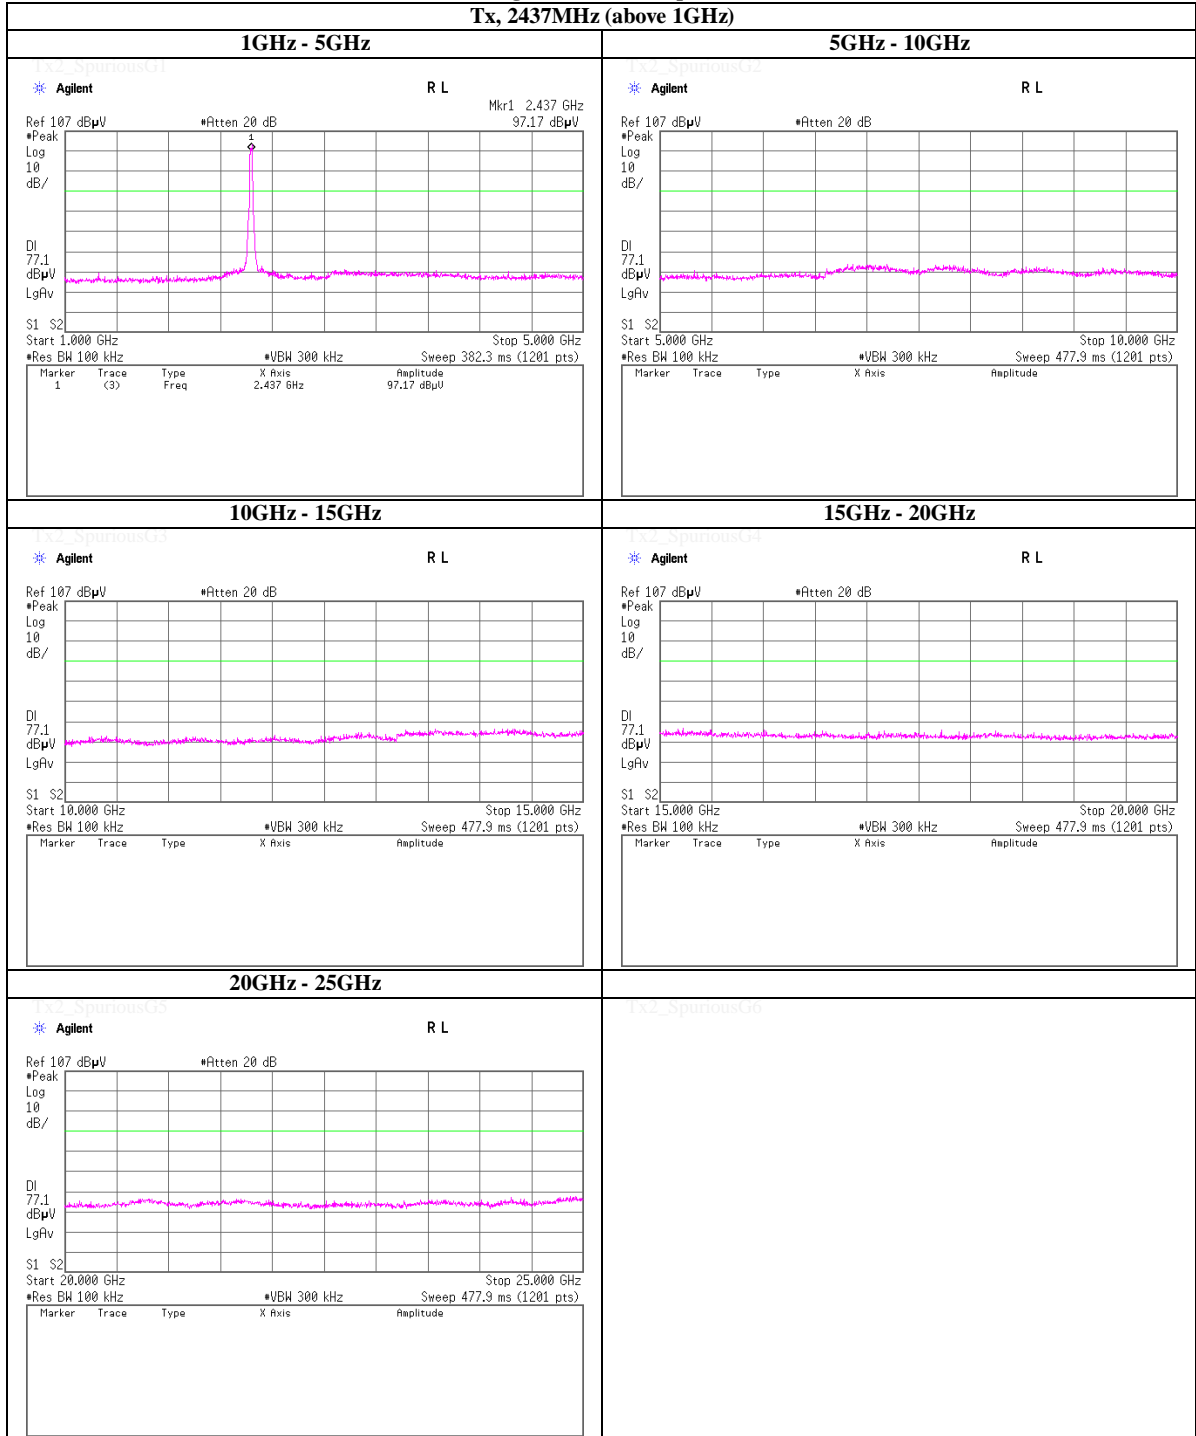 Tx, 2437MHz (above 1GHz)
1GHz - 5GHz
5GHz - 10GHz
Tx2_SpuriousG1
Agilent
R L
Mkr1 2.437 GHz
Ref 107 dBµV
#Atten 20 dB
97.17 dBµV
#Peak
Log
10
dB/
1
DI
77.1
dBµV
LgAv
S1 S2
Start 1.000 GHz
Stop 5.000 GHz
#Res BW 100 kHz
#VBW 300 kHz
Sweep 382.3 ms (1201 pts)
Marker Trace Type X Axis Amplitude
1 (3) Freq 2.437 GHz 97.17 dBµV
Tx2_SpuriousG2
Agilent
R L
Ref 107 dBµV
#Atten 20 dB
#Peak
Log
10
dB/
DI
77.1
dBµV
LgAv
S1 S2
Start 5.000 GHz
Stop 10.000 GHz
#Res BW 100 kHz
#VBW 300 kHz
Sweep 477.9 ms (1201 pts)
Marker Trace Type X Axis Amplitude
10GHz - 15GHz
15GHz - 20GHz
Tx2_SpuriousG3
Agilent
R L
Ref 107 dBµV
#Atten 20 dB
#Peak
Log
10
dB/
DI
77.1
dBµV
LgAv
S1 S2
Start 10.000 GHz
Stop 15.000 GHz
#Res BW 100 kHz
#VBW 300 kHz
Sweep 477.9 ms (1201 pts)
Marker Trace Type X Axis Amplitude
Tx2_SpuriousG4
Agilent
R L
Ref 107 dBµV
#Atten 20 dB
#Peak
Log
10
dB/
DI
77.1
dBµV
LgAv
S1 S2
Start 15.000 GHz
Stop 20.000 GHz
#Res BW 100 kHz
#VBW 300 kHz
Sweep 477.9 ms (1201 pts)
Marker Trace Type X Axis Amplitude
20GHz - 25GHz
Tx2_SpuriousG5
Agilent
R L
Ref 107 dBµV
#Atten 20 dB
#Peak
Log
10
dB/
DI
77.1
dBµV
LgAv
S1 S2
Start 20.000 GHz
Stop 25.000 GHz
#Res BW 100 kHz
#VBW 300 kHz
Sweep 477.9 ms (1201 pts)
Marker Trace Type X Axis Amplitude
Tx2_SpuriousG6